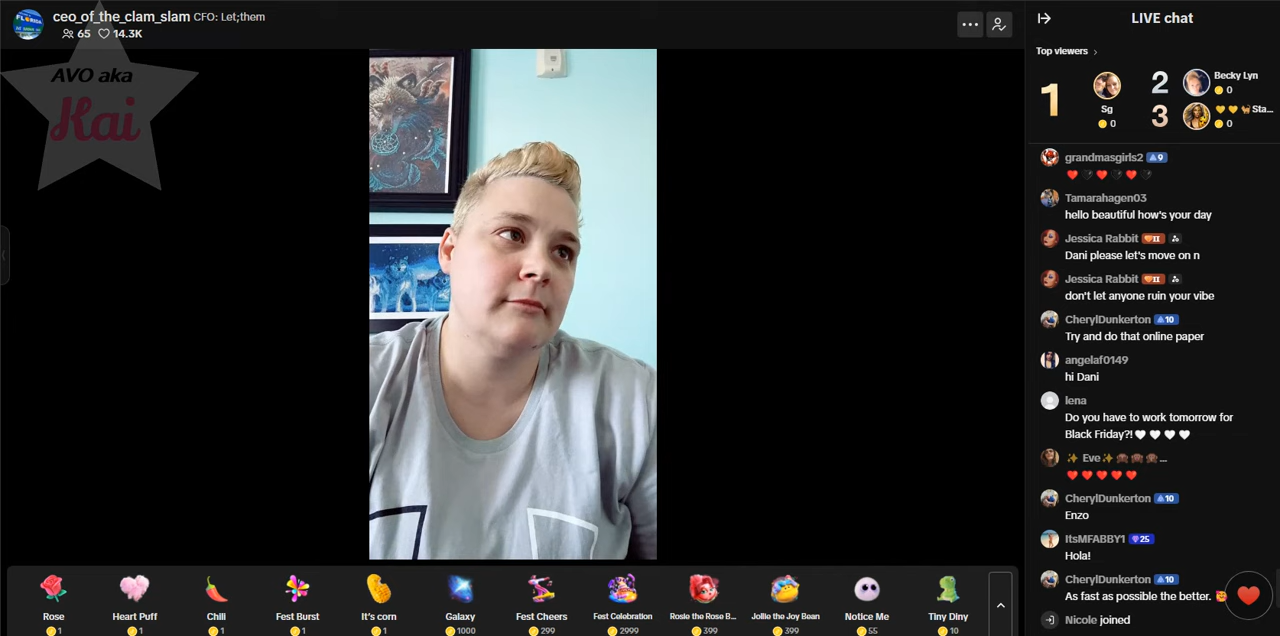 ceo_of_the_clam_slam CFO: Let;them
65 14.3K
AVO aka
Kai
LIVE chat
Top viewers
1
Sg
0
2
Becky Lyn
0
3
Sta...
0
grandmasgirls2 9
Tamarahagen03
hello beautiful how's your day
Jessica Rabbit II
Dani please let's move on n
Jessica Rabbit II
don't let anyone ruin your vibe
CherylDunkerton 10
Try and do that online paper
angelaf0149
hi Dani
lena
Do you have to work tomorrow for
Black Friday?!🤍🤍🤍🤍
✨ Eve✨🙈🙈🙈...
CherylDunkerton 10
Enzo
ItsMFABBY1 25
Hola!
CherylDunkerton 10
As fast as possible the better. 🥰
Nicole joined
Rose
1
Heart Puff
1
Chili
1
Fest Burst
1
It's corn
1
Galaxy
1000
Fest Cheers
299
Fest Celebration
2999
Rosie the Rose B...
399
Jollie the Joy Bean
399
Notice Me
55
Tiny Diny
10